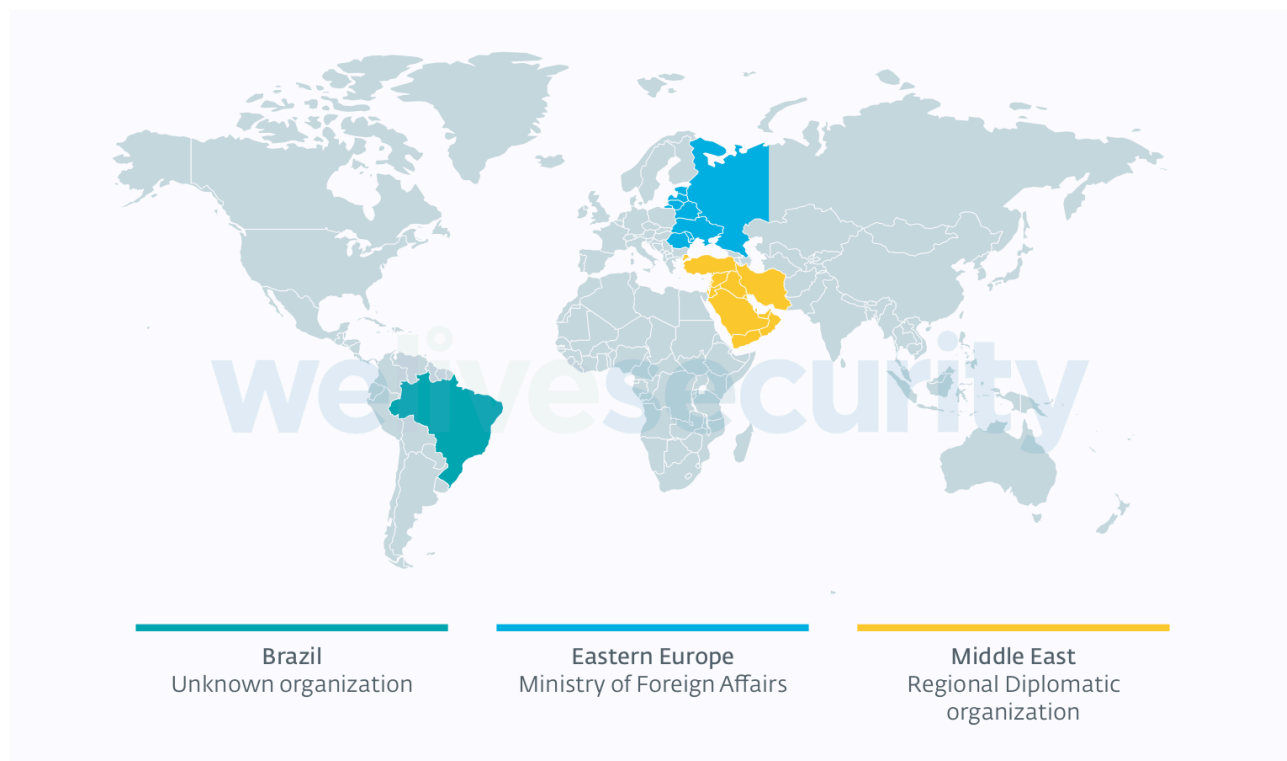 welivesecurity
Brazil
Unknown organization
Eastern Europe
Ministry of Foreign Affairs
Middle East
Regional Diplomatic
organization